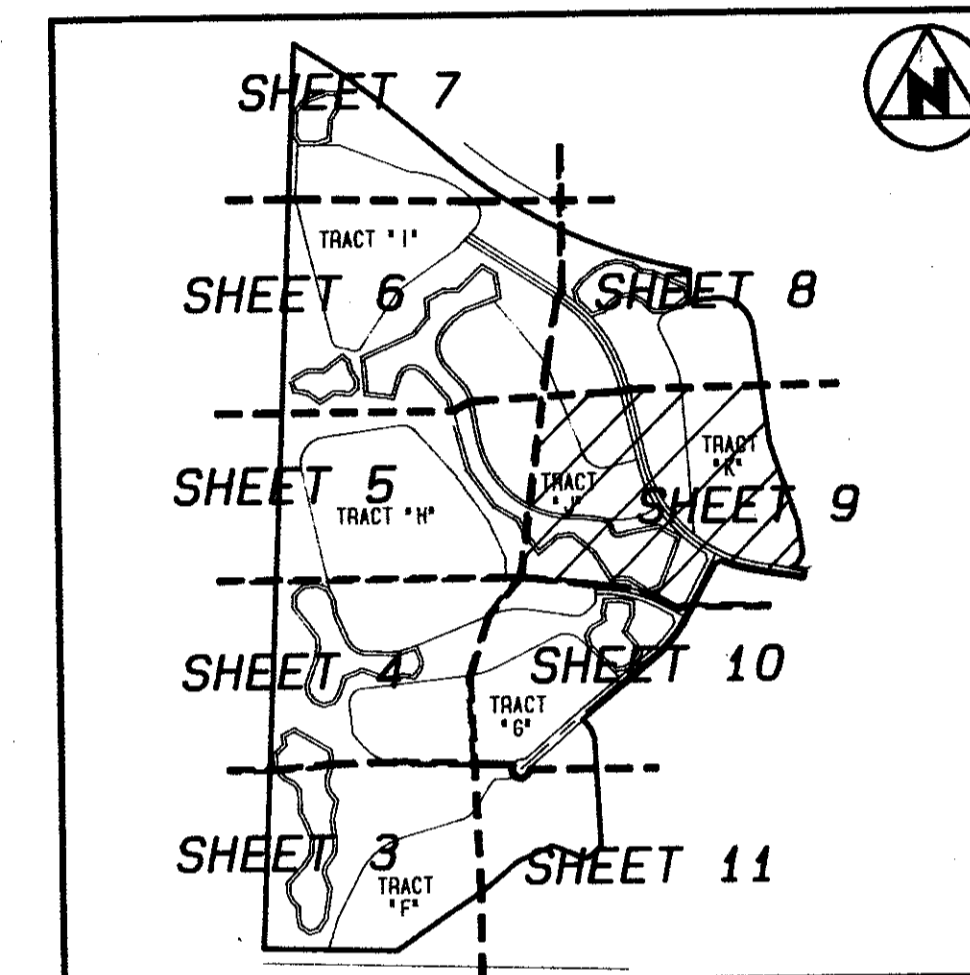 SHEET 7
N
TRACT "I"
SHEET 6
SHEET 8
TRACT
"K"
SHEET 5
TRACT
"J"
SHEET 9
TRACT "H"
SHEET 4
SHEET 10
TRACT
"G"
SHEET 3
SHEET 11
TRACT
"F"